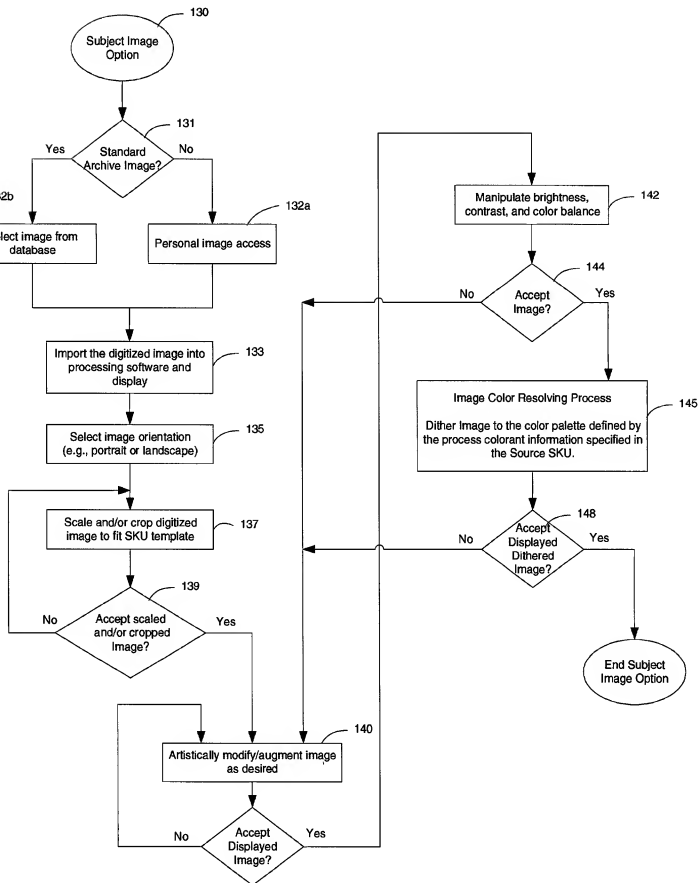 130
Subject Image
Option
131
Yes
Standard
Archive Image?
No
132a
image from
database
Personal image access
133
Import the digitized image into
processing software and
display
135
Select image orientation
(e.g., portrait or landscape)
Scale and/or crop digitized
image to fit SKU template
137
139
No
Accept scaled
and/or cropped
Image?
Yes
140
Artistically modify/augment image
as desired
No
Accept
Displayed
Image?
Yes
Manipulate brightness,
contrast, and color balance
142
144
No
Accept
Image?
Yes
Image Color Resolving Process
Dither Image to the color palette defined by
the process colorant information specified in
the Source SKU.
145
148
No
Accept
Displayed
Dithered
Image?
Yes
End Subject
Image Option